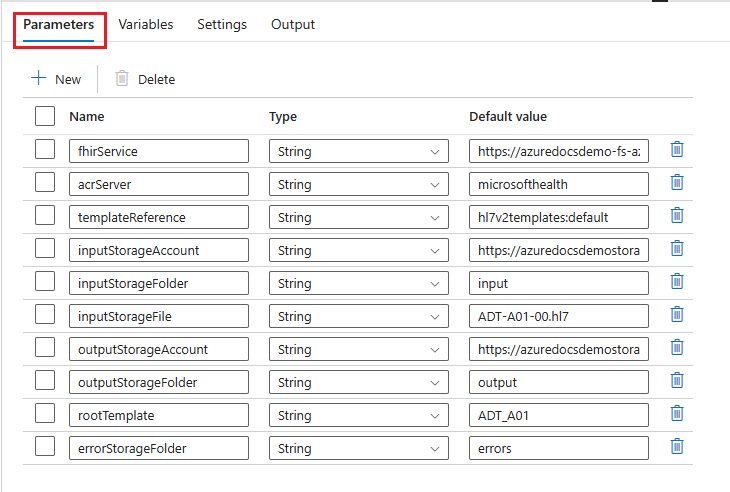 Parameters Variables Settings Output
New Delete
Name Type Default value
fhirService String https://azuredocsdemo-fs-az
acrServer String microsofthealth
templateReference String hl7v2templates:default
inputStorageAccount String https://azuredocsdemostora
inputStorageFolder String input
inputStorageFile String ADT-A01-00.hl7
outputStorageAccount String https://azuredocsdemostora
outputStorageFolder String output
rootTemplate String ADT_A01
errorStorageFolder String errors